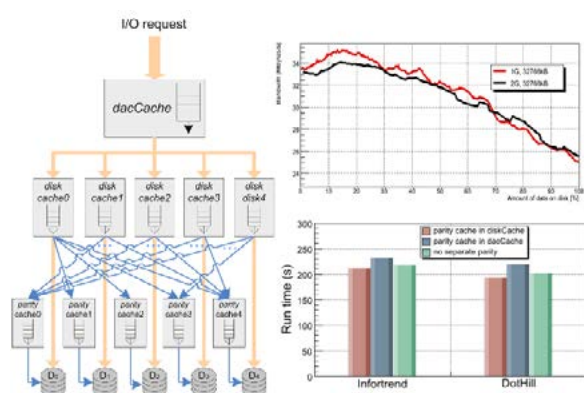 I/O request
dacCache
disk
cache0
disk
cache1
disk
cache2
disk
cache3
disk
disk4
parity
cache0
parity
cache1
parity
cache2
parity
cache3
parity
cache4
D₀
D₁
D₂
D₃
D₄
34
32
30
28
26
24
0
10
20
30
40
50
60
70
80
90
100
1G, 32768kB
2G, 32768kB
Amount of data on disk [%]
300
250
200
150
100
50
0
Run time (s)
parity cache in diskCache
parity cache in dacCache
no separate parity
Infortrend
DotHill